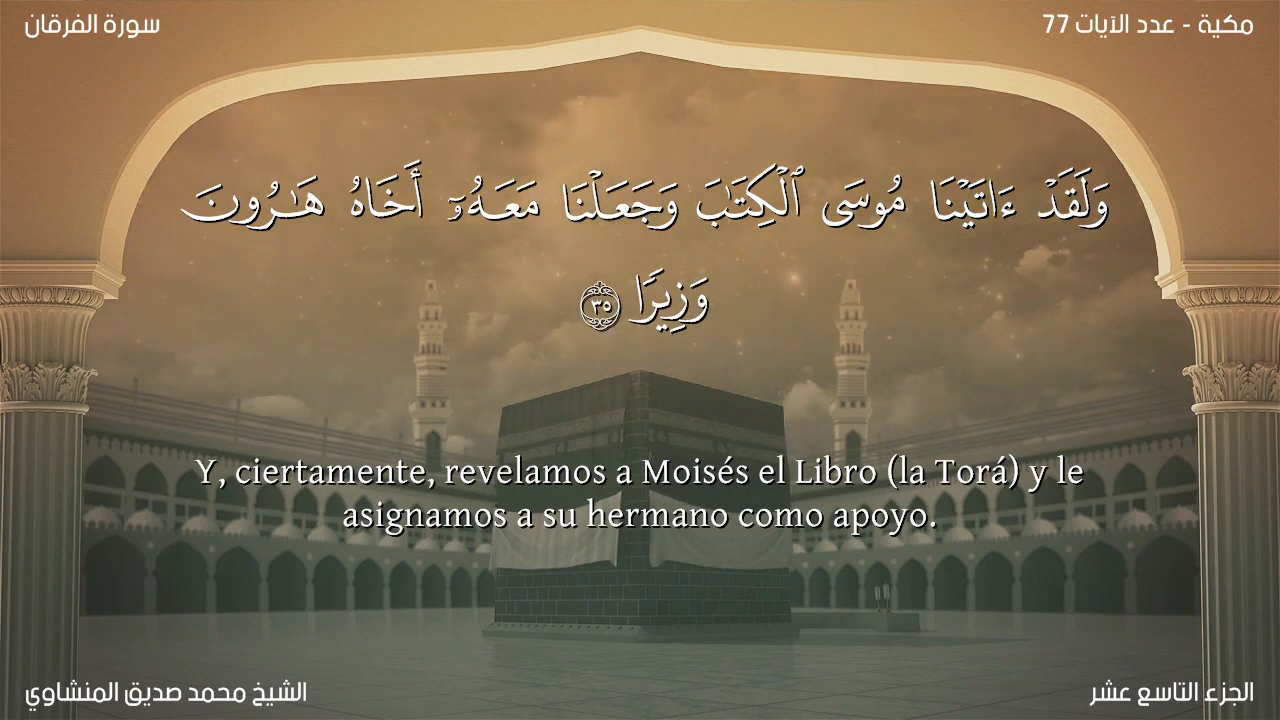 سورة الفرقان
مكية - عدد الآيات 77
وَلَقَدْ ءَاتَيْنَا مُوسَى ٱلْكِتَٰبَ وَجَعَلْنَا مَعَهُۥٓ أَخَاهُ هَٰرُونَ
وَزِيرًا ٣٥
Y, ciertamente, revelamos a Moisés el Libro (la Torá) y le
asignamos a su hermano como apoyo.
الشيخ محمد صديق المنشاوي
الجزء التاسع عشر